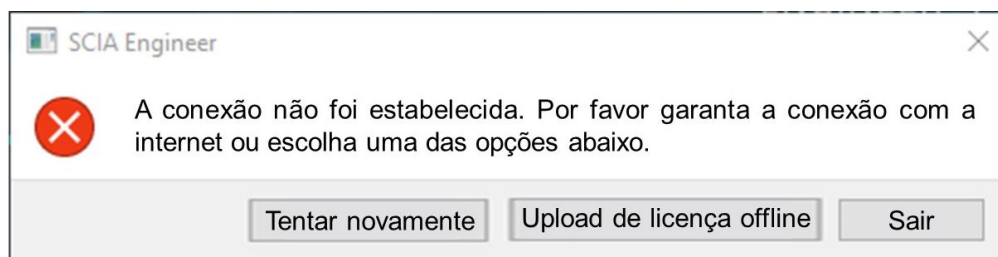 SCIA Engineer
A conexão não foi estabelecida. Por favor garanta a conexão com a
internet ou escolha uma das opções abaixo.
Tentar novamente
Upload de licença offline
Sair